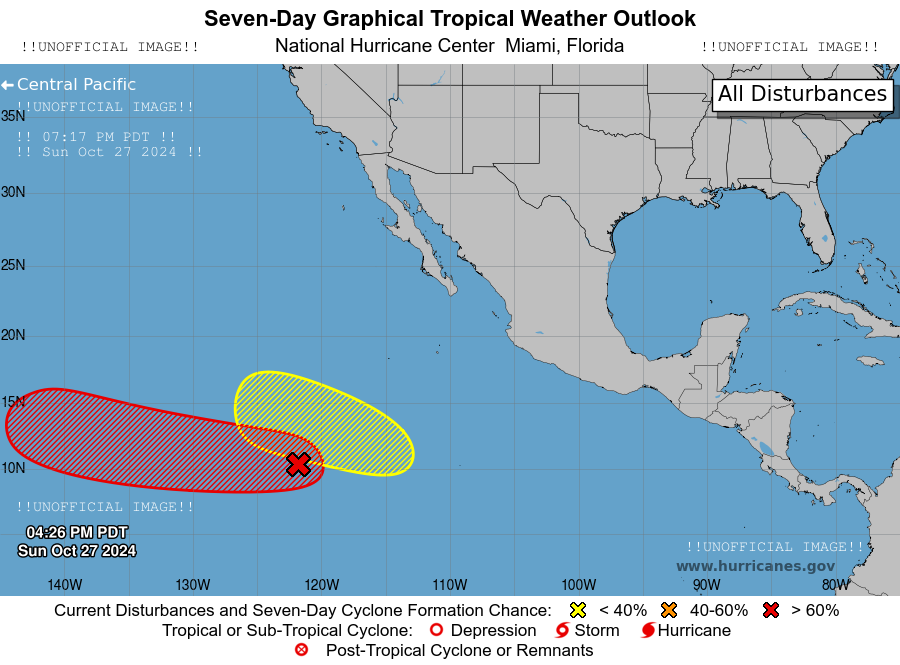 Seven-Day Graphical Tropical Weather Outlook
!!UNOFFICIAL IMAGE!! National Hurricane Center Miami, Florida !!UNOFFICIAL IMAGE!!
Central Pacific
All Disturbances
!!UNOFFICIAL IMAGE!!
35N
!! 07:17 PM PDT !!
!! Sun Oct 27 2024 !!
30N
25N
20N
15N
10N
!!UNOFFICIAL IMAGE!!
04:26 PM PDT
Sun Oct 27 2024
!!UNOFFICIAL IMAGE!!
www.hurricanes.gov
140W 130W 120W 110W 100W 90W 80W
Current Disturbances and Seven-Day Cyclone Formation Chance: < 40% 40-60% > 60%
Tropical or Sub-Tropical Cyclone: Depression Storm Hurricane
Post-Tropical Cyclone or Remnants